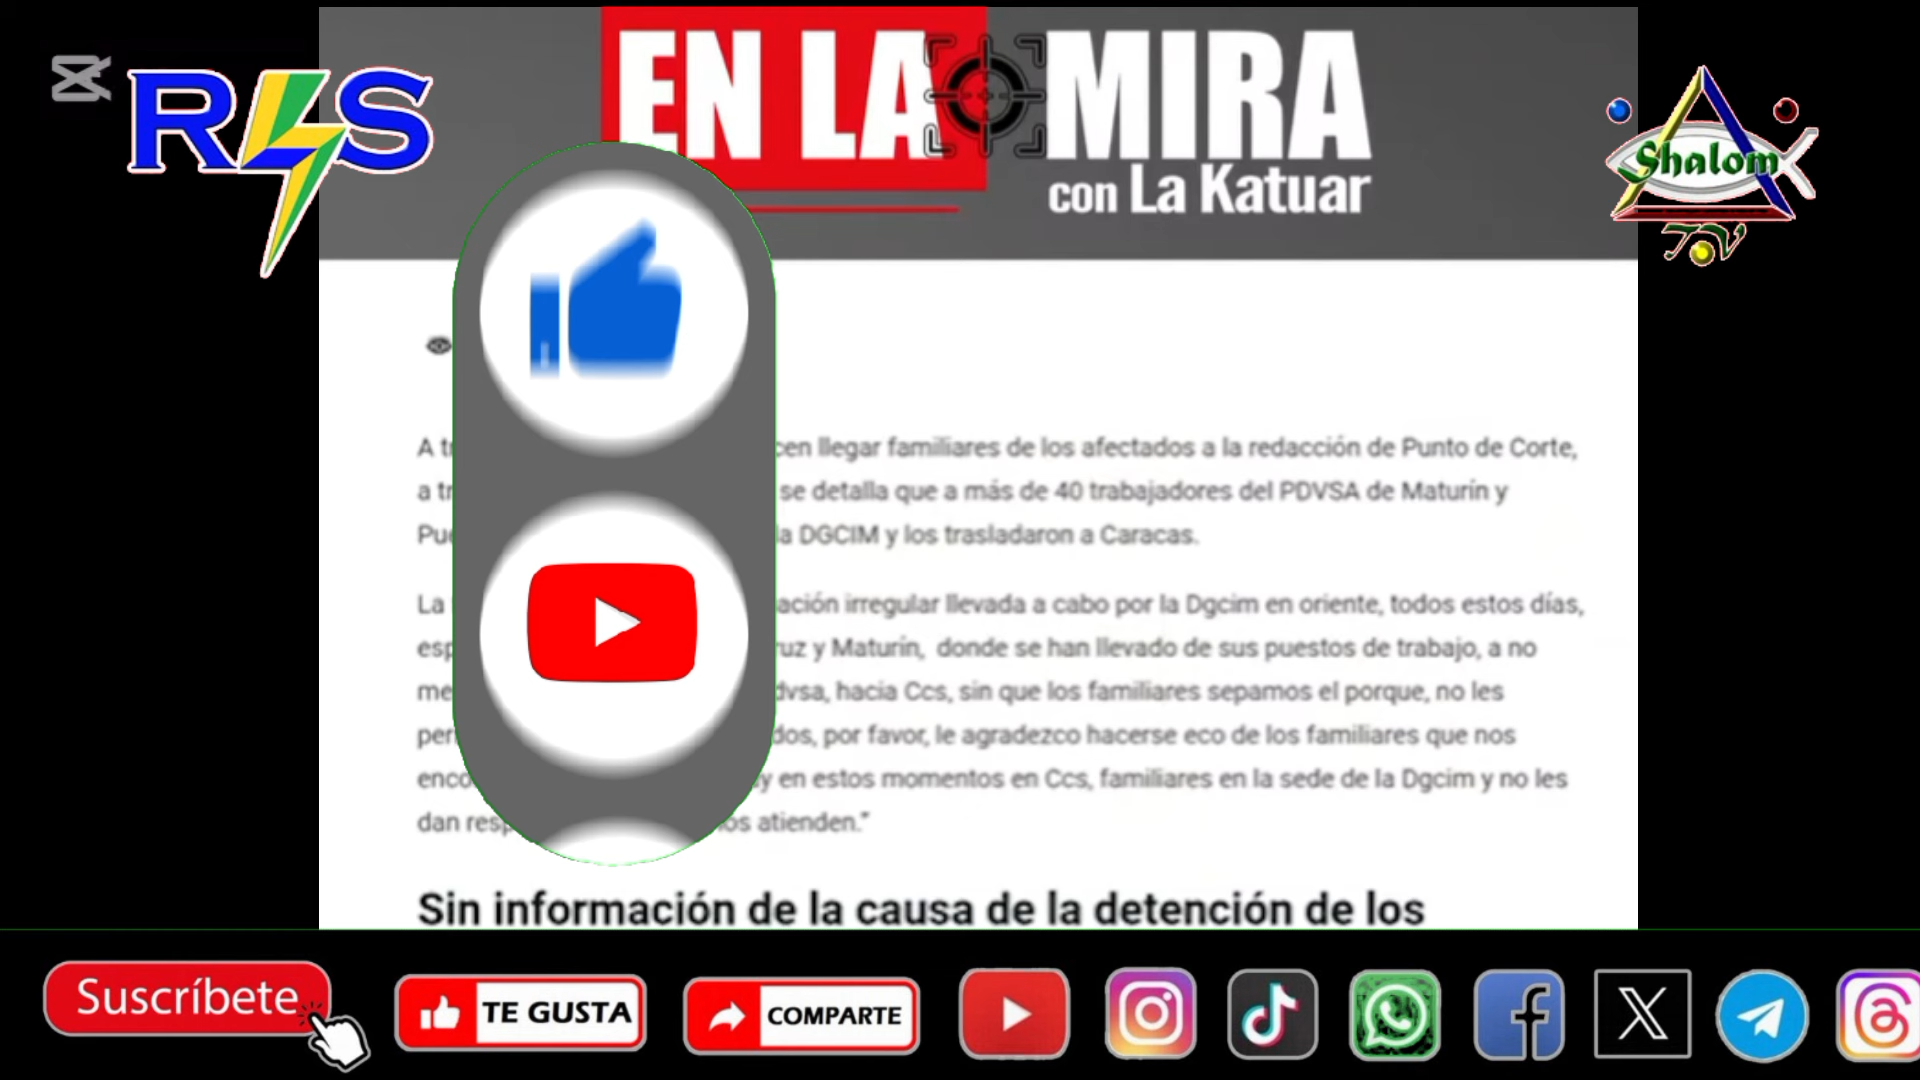 EN LA MIRA
con La Katuar
RS
Shalom
TV
A tr cen llegar familiares de los afectados a la redacción de Punto de Corte,
a tr se detalla que a más de 40 trabajadores del PDVSA de Maturín y
Pue la DGCIM y los trasladaron a Caracas.
La ación irregular llevada a cabo por la Dgcim en oriente, todos estos días,
esp ruz y Maturín, donde se han llevado de sus puestos de trabajo, a no
me dvsa, hacia Ccs, sin que los familiares sepamos el porque, no les
per dos, por favor, le agradezco hacerse eco de los familiares que nos
enco y en estos momentos en Ccs, familiares en la sede de la Dgcim y no les
dan resp os atienden."
Sin información de la causa de la detención de los
Suscríbete
TE GUSTA
COMPARTE